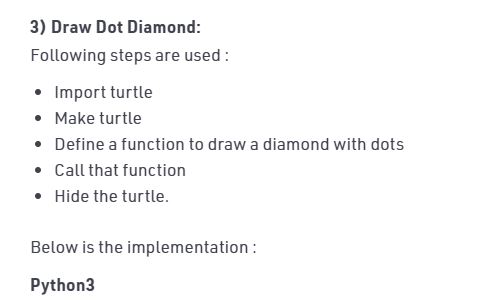 3) Draw Dot Diamond:
Following steps are used :
• Import turtle
• Make turtle
• Define a function to draw a diamond with dots
• Call that function
• Hide the turtle.
Below is the implementation :
Python3